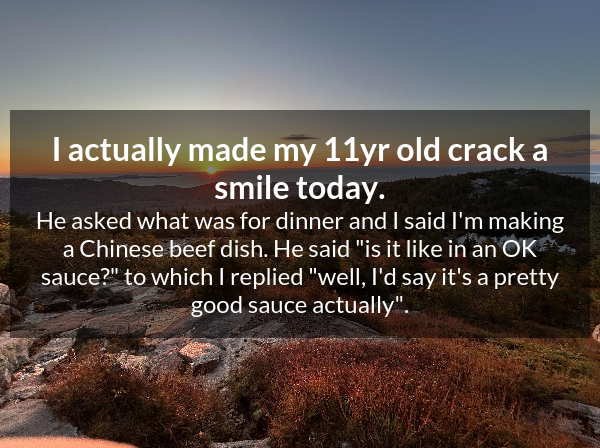 I actually made my 11yr old crack a
smile today.
He asked what was for dinner and I said I'm making
a Chinese beef dish. He said "is it like in an OK
sauce?" to which I replied "well, I'd say it's a pretty
good sauce actually".